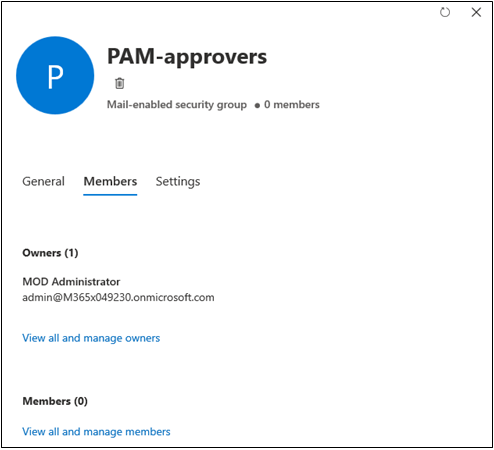 P
PAM-approvers
Mail-enabled security group ● 0 members
General Members Settings
Owners (1)
MOD Administrator
admin@M365x049230.onmicrosoft.com
View all and manage owners
Members (0)
View all and manage members